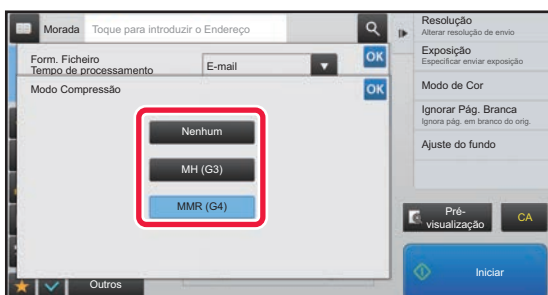 Morada
Toque para introduzir o Endereço
Form. Ficheiro
Tempo de processamento
E-mail
OK
Modo Compressão
OK
Nenhum
MH (G3)
MMR (G4)
Outros
Resolução
Alterar resolução de envio
Exposição
Especificar enviar exposição
Modo de Cor
Ignorar Pág. Branca
Ignora pág. em branco do orig.
Ajuste do fundo
Pré-
visualização
CA
Iniciar